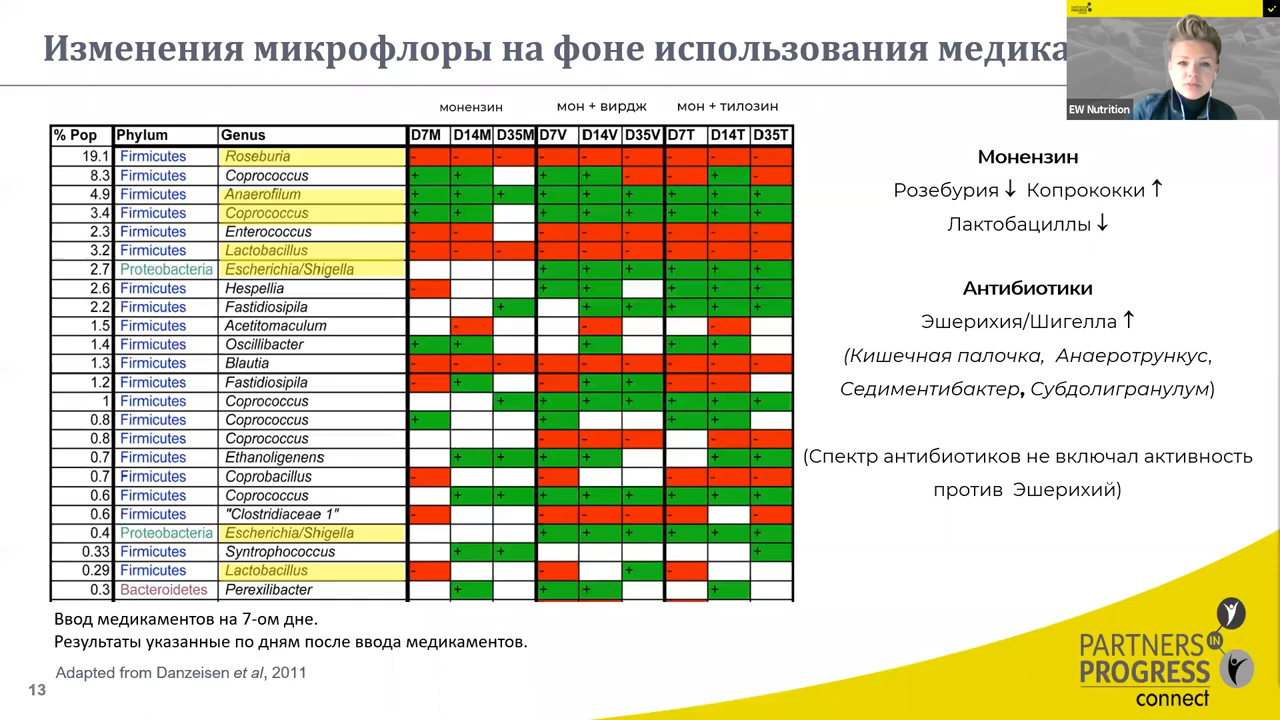 Изменения микрофлоры на фоне использования медика
EW Nutrition
монензин мон + вирдж мон + тилозин
% Pop Phylum Genus D7M D14M D35M D7V D14V D35V D7T D14T D35T
19.1 Firmicutes Roseburia - - - - - - - - -
8.3 Firmicutes Coprococcus + + + + - - + -
4.9 Firmicutes Anaerofilum + + + + + + + + +
3.4 Firmicutes Coprococcus + + + + + + + +
2.3 Firmicutes Enterococcus - - - - - - - -
3.2 Firmicutes Lactobacillus - - - - - - - - -
2.7 Proteobacteria Escherichia/Shigella + + + + + +
2.6 Firmicutes Hespellia - + + + + +
2.2 Firmicutes Fastidiosipila + + + + + +
1.5 Firmicutes Acetitomaculum - - -
1.4 Firmicutes Oscillibacter + + + + + +
1.3 Firmicutes Blautia - - - - - - - - -
1.2 Firmicutes Fastidiosipila - + - + + - -
1 Firmicutes Coprococcus + + + + + + +
0.8 Firmicutes Coprococcus + + + +
0.8 Firmicutes Coprococcus - - - - -
0.7 Firmicutes Ethanoligenens + + + + + +
0.7 Firmicutes Coprobacillus - - - - -
0.6 Firmicutes Coprococcus + + + + + + + +
0.6 Firmicutes "Clostridiaceae 1" - - - - - -
0.4 Proteobacteria Escherichia/Shigella + + + + + +
0.33 Firmicutes Syntrophococcus + + +
0.29 Firmicutes Lactobacillus - - + -
0.3 Bacteroidetes Perexilibacter + + + +
Монензин
Розебурия ↓ Копрококки ↑
Лактобациллы ↓
Антибиотики
Эшерихия/Шигелла ↑
(Кишечная палочка, Анаеротрункус,
Седиментибактер, Субдолигранулум)
(Спектр антибиотиков не включал активность
против Эшерихий)
Ввод медикаментов на 7-ом дне.
Результаты указанные по дням после ввода медикаментов.
Adapted from Danzeisen et al, 2011
13
PARTNERS IN
PROGRESS
connect